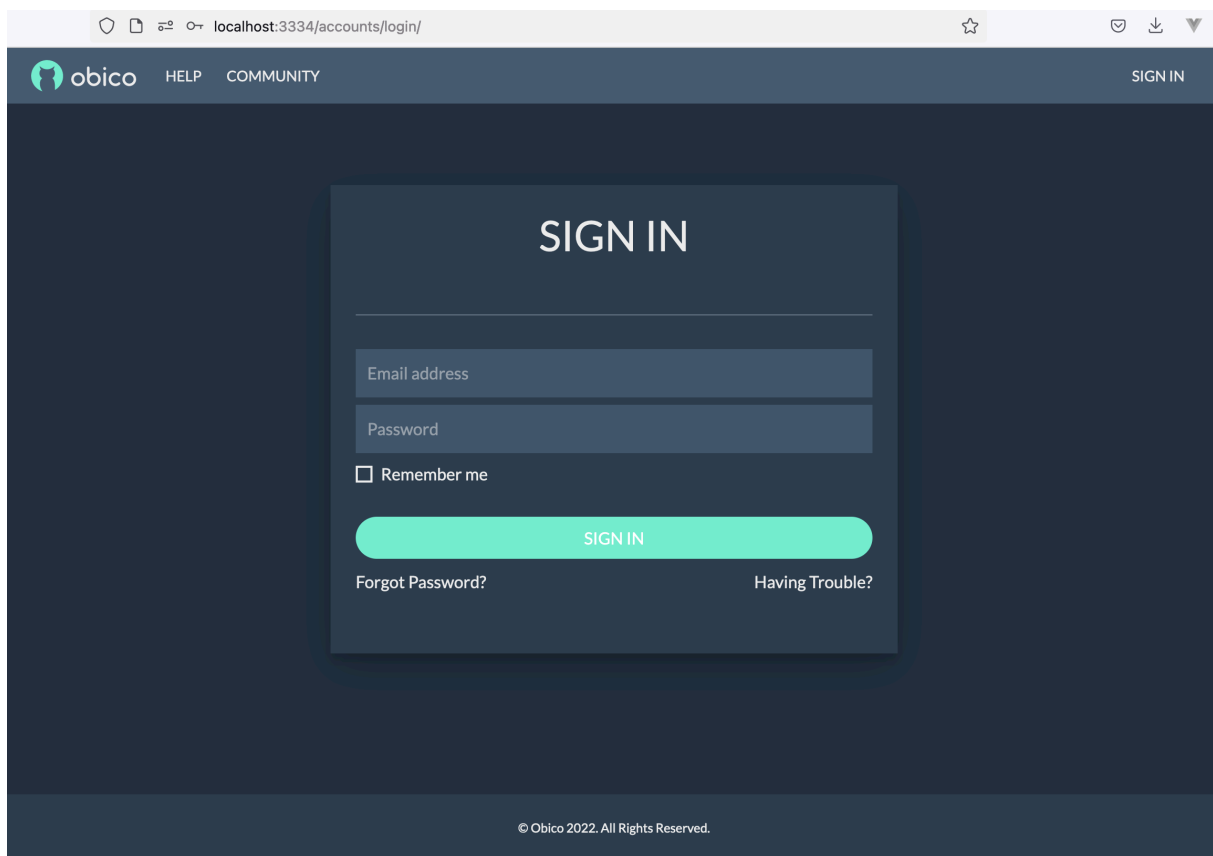 localhost:3334/accounts/login/
obico HELP COMMUNITY SIGN IN
SIGN IN
Email address
Password
Remember me
SIGN IN
Forgot Password? Having Trouble?
© Obico 2022. All Rights Reserved.